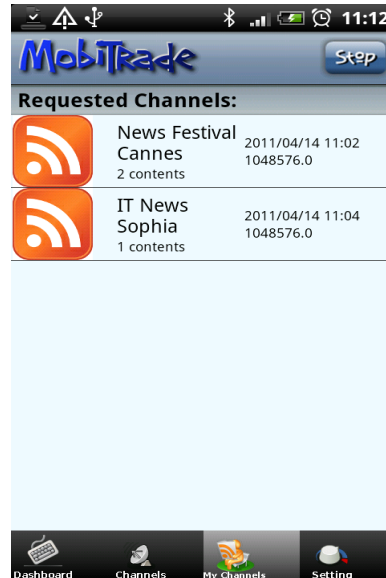 11:12
MobiTrade
Stop
Requested Channels:
News Festival
Cannes
2 contents
2011/04/14 11:02
1048576.0
IT News
Sophia
1 contents
2011/04/14 11:04
1048576.0
Dashboard
Channels
My Channels
Setting